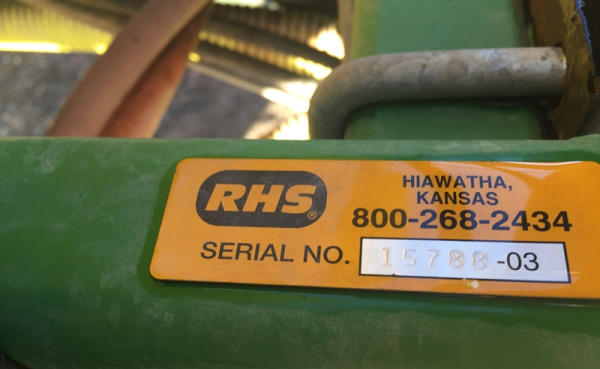 RHS®
HIAWATHA,
KANSAS
800-268-2434
SERIAL NO. 15788-03